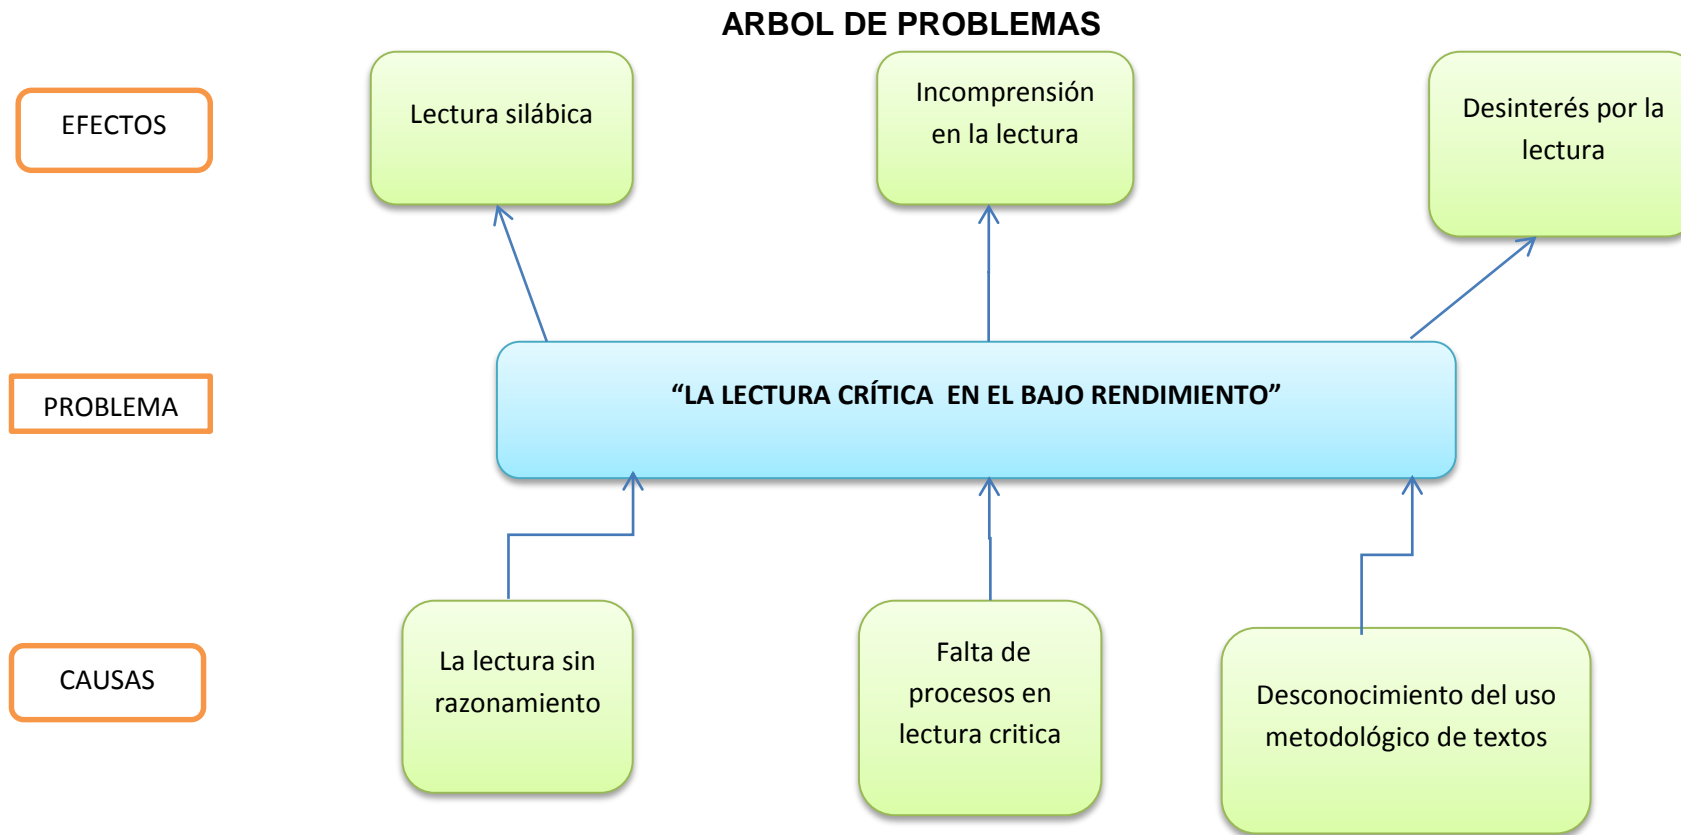 ARBOL DE PROBLEMAS
EFECTOS
Lectura silábica
Incomprensión
en la lectura
Desinterés por la
lectura
PROBLEMA
“LA LECTURA CRÍTICA  EN EL BAJO RENDIMIENTO”
CAUSAS
La lectura sin
razonamiento
Falta de
procesos en
lectura critica
Desconocimiento del uso
metodológico de textos